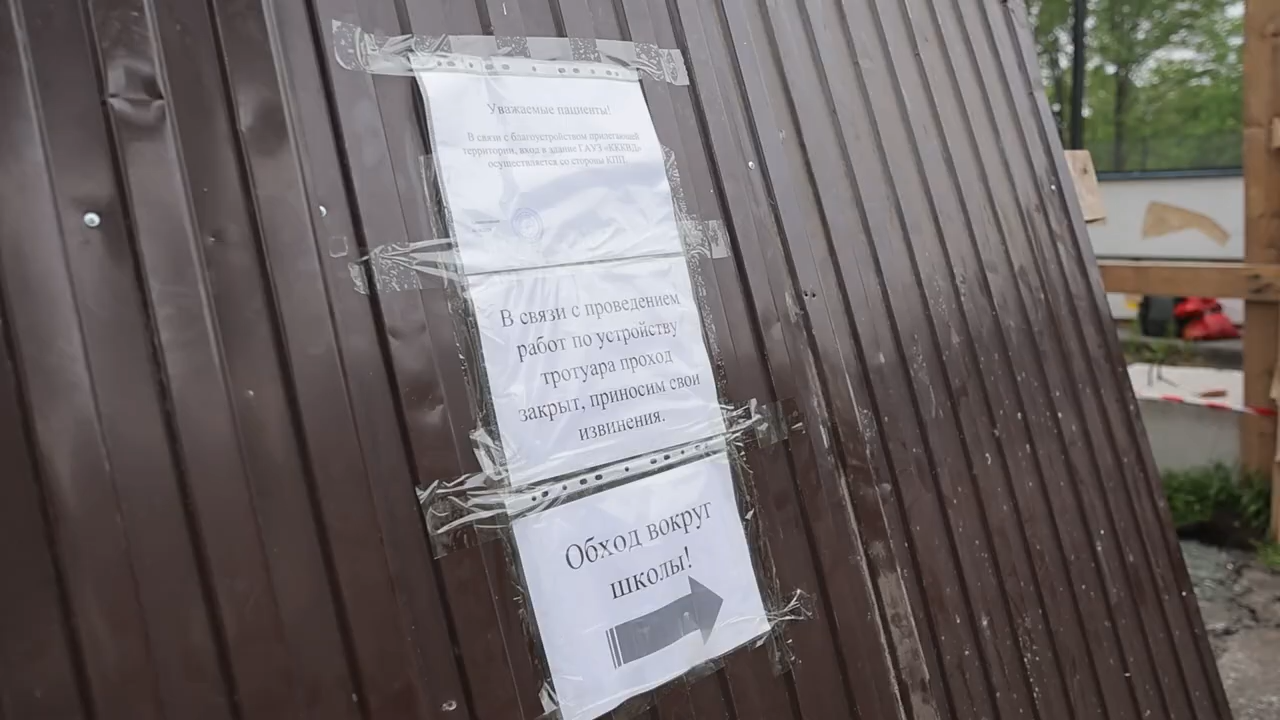 Уважаемые пациенты!
В связи с благоустройством прилегающей
территории, вход в здание ГАУЗ «КККВД»
осуществляется со стороны КПП.
В связи с проведением
работ по устройству
тротуара проход
закрыт, приносим свои
извинения.
Обход вокруг
школы!